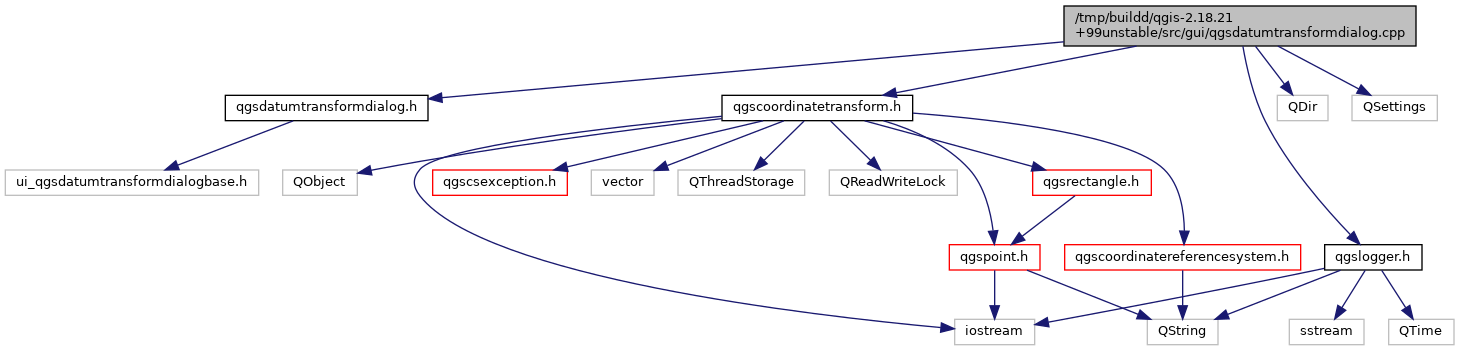 /tmp/buildd/qgis-2.18.21
+99unstable/src/gui/qgsdatumtransformdialog.cpp
qgsdatumtransformdialog.h
qgscoordinatetransform.h
QDir
QSettings
ui_qgsdatumtransformdialogbase.h
QObject
qgscsexception.h
vector
QThreadStorage
QReadWriteLock
qgsrectangle.h
qgspoint.h
qgscoordinatereferencesystem.h
qgslogger.h
iostream
QString
sstream
QTime